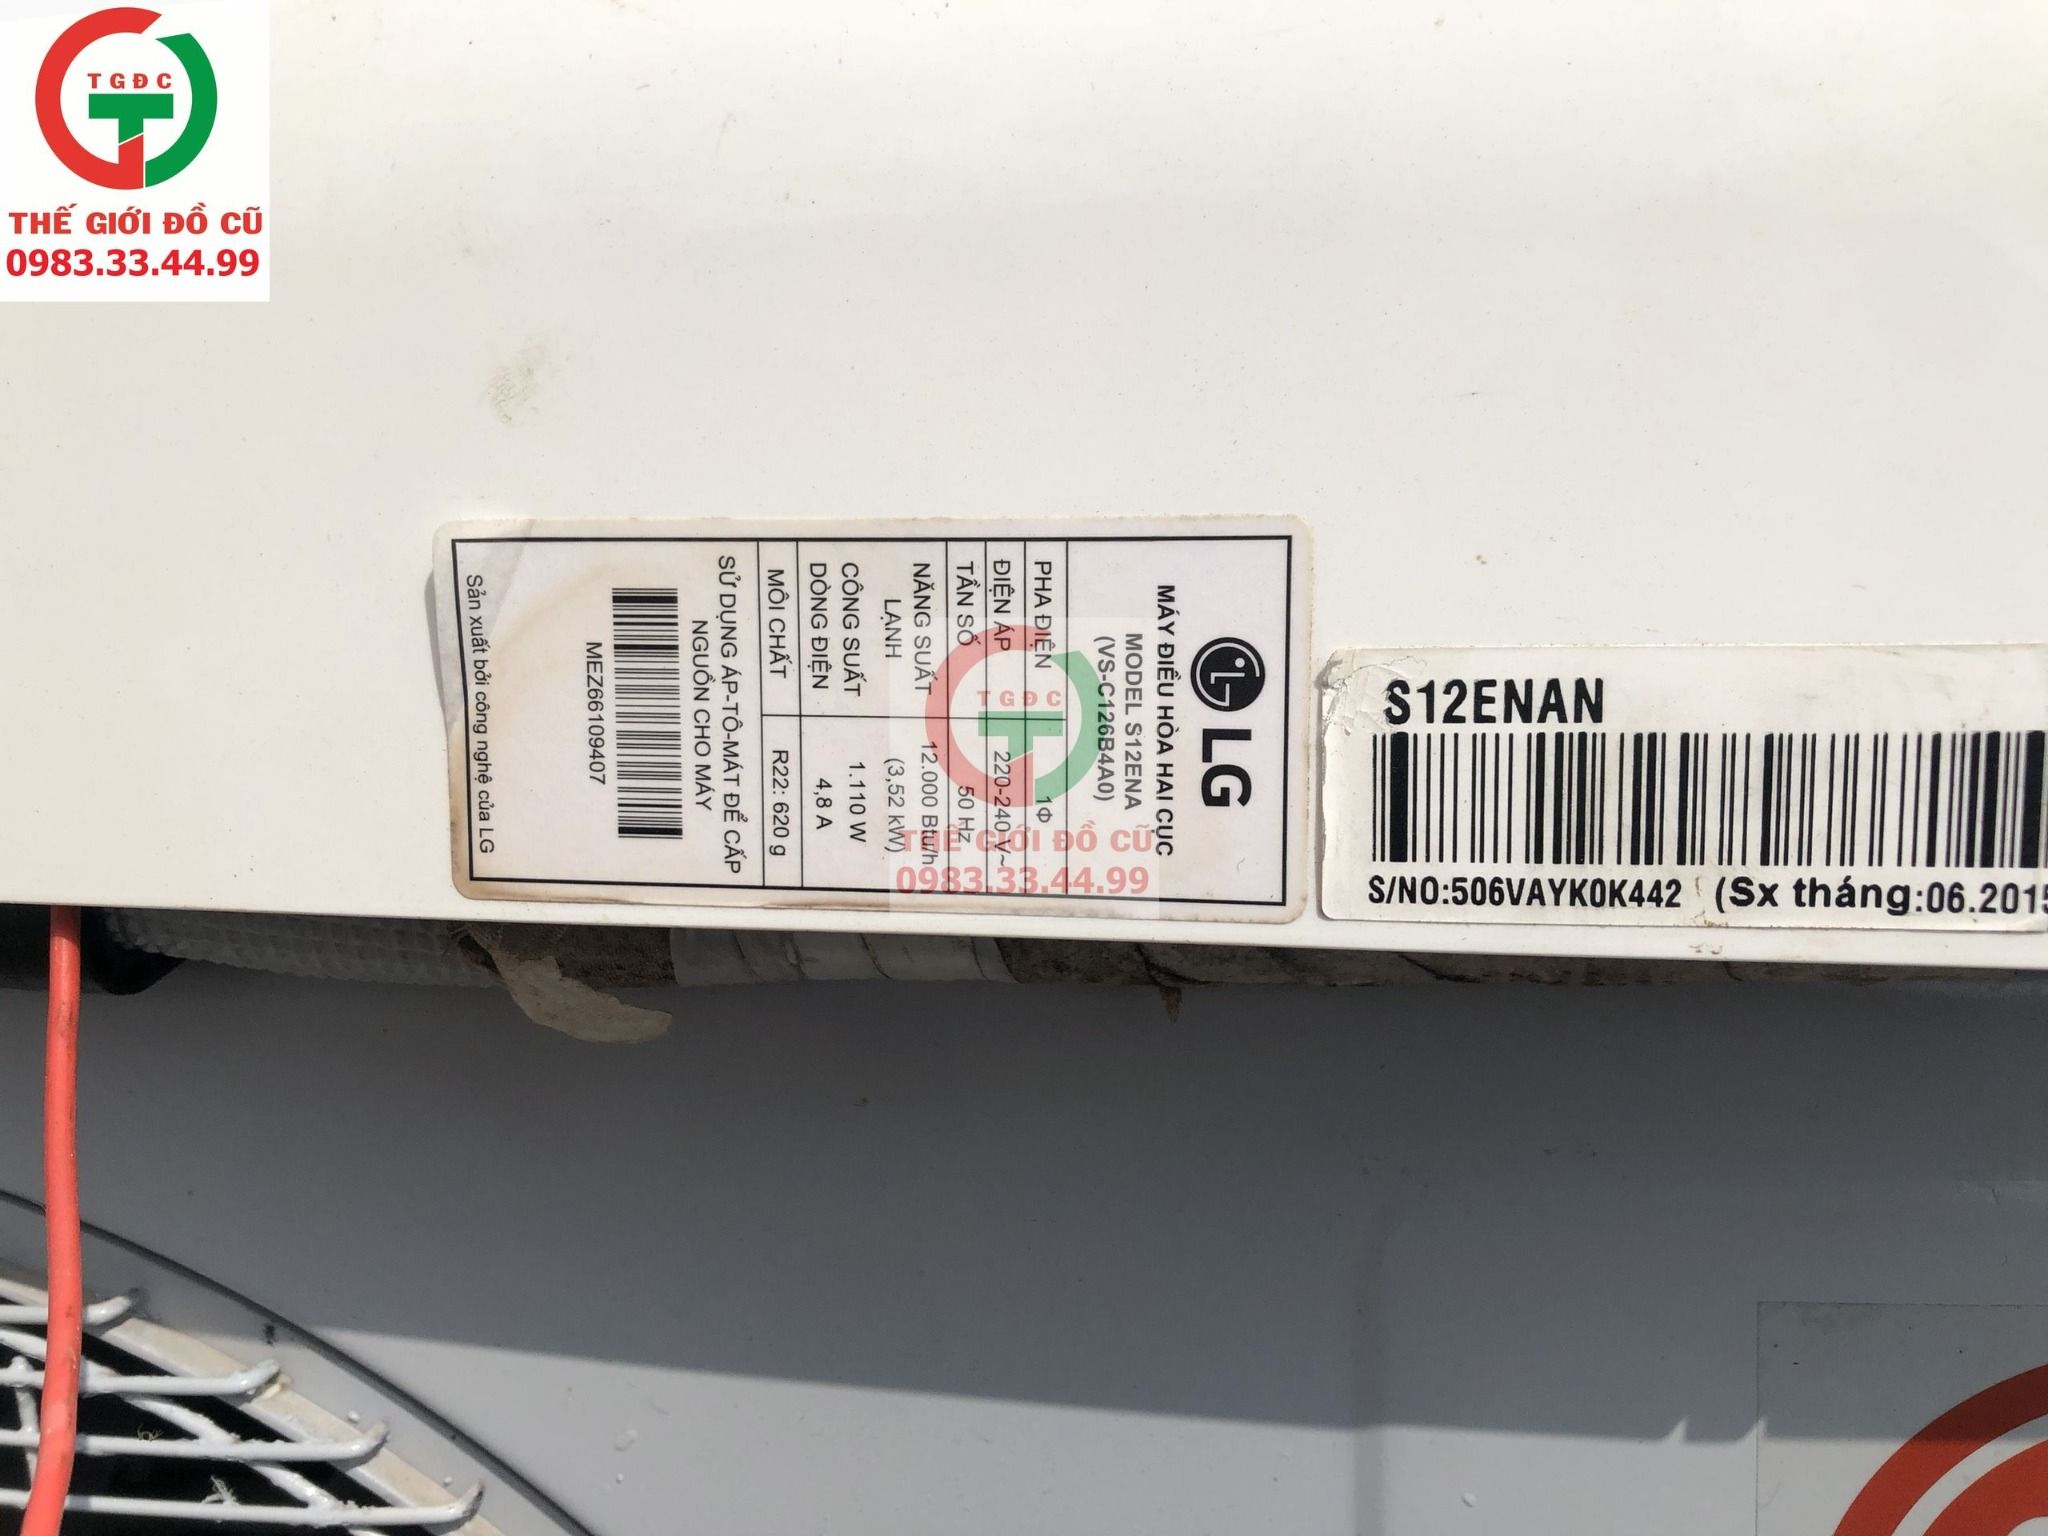 TGĐC
THẾ GIỚI ĐỒ CŨ
0983.33.44.99
LG
MÁY ĐIỀU HÒA HAI CỤC
MODEL S12ENA
(VS-C126B4A0)
PHA ĐIỆN 1Φ
ĐIỆN ÁP 220-240 V~
TẦN SỐ 50 Hz
NĂNG SUẤT LẠNH 12.000 Btu/h
(3,52 kW)
CÔNG SUẤT 1.110 W
DÒNG ĐIỆN 4,8 A
MÔI CHẤT R22: 620 g
SỬ DỤNG ÁP-TÔ-MÁT ĐỂ CẤP
NGUỒN CHO MÁY
MEZ66109407
Sản xuất bởi công nghệ của LG
TGĐC
THẾ GIỚI ĐỒ CŨ
0983.33.44.99
S12ENAN
S/NO:506VAYK0K442 (Sx tháng:06.2015